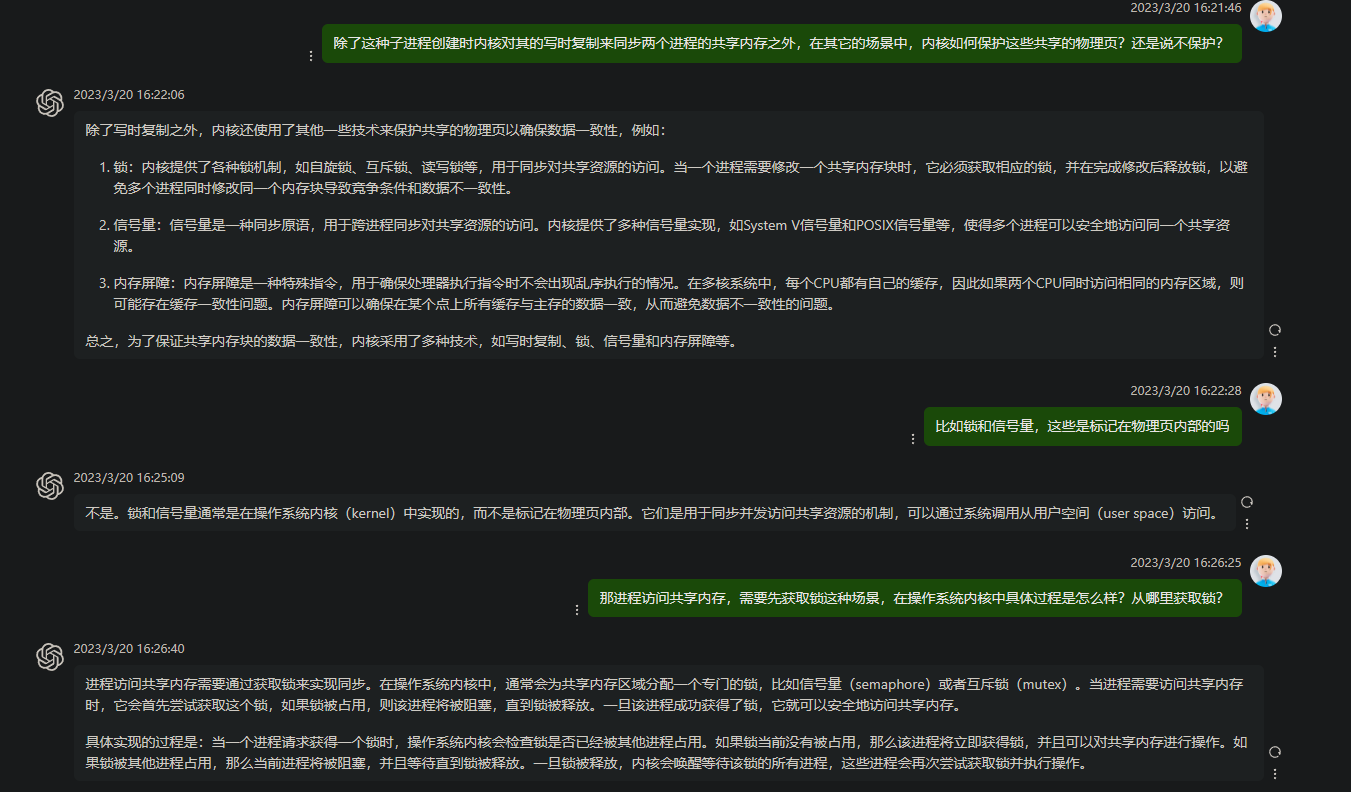 2023/3/20 16:21:46
除了这种子进程创建时内核对其的写时复制来同步两个进程的共享内存之外，在其它的场景中，内核如何保护这些共享的物理页？还是说不保护？
2023/3/20 16:22:06
除了写时复制之外，内核还使用了其他一些技术来保护共享的物理页以确保数据一致性，例如：
1. 锁：内核提供了各种锁机制，如自旋锁、互斥锁、读写锁等，用于同步对共享资源的访问。当一个进程需要修改一个共享内存块时，它必须获取相应的锁，并在完成修改后释放锁，以避
免多个进程同时修改同一个内存块导致竞争条件和数据不一致性。
2. 信号量：信号量是一种同步原语，用于跨进程同步对共享资源的访问。内核提供了多种信号量实现，如System V信号量和POSIX信号量等，使得多个进程可以安全地访问同一个共享资
源。
3. 内存屏障：内存屏障是一种特殊指令，用于确保处理器执行指令时不会出现乱序执行的情况。在多核系统中，每个CPU都有自己的缓存，因此如果两个CPU同时访问相同的内存区域，则
可能存在缓存一致性问题。内存屏障可以确保在某个点上所有缓存与主存的数据一致，从而避免数据不一致性的问题。
总之，为了保证共享内存块的数据一致性，内核采用了多种技术，如写时复制、锁、信号量和内存屏障等。
2023/3/20 16:22:28
比如锁和信号量，这些是标记在物理页内部的吗
2023/3/20 16:25:09
不是。锁和信号量通常是在操作系统内核（kernel）中实现的，而不是标记在物理页内部。它们是用于同步并发访问共享资源的机制，可以通过系统调用从用户空间（user space）访问。
2023/3/20 16:26:25
那进程访问共享内存，需要先获取锁这种场景，在操作系统内核中具体过程是怎么样？从哪里获取锁？
2023/3/20 16:26:40
进程访问共享内存需要通过获取锁来实现同步。在操作系统内核中，通常会为共享内存区域分配一个专门的锁，比如信号量（semaphore）或者互斥锁（mutex）。当进程需要访问共享内存
时，它会首先尝试获取这个锁，如果锁被占用，则该进程将被阻塞，直到锁被释放。一旦该进程成功获得了锁，它就可以安全地访问共享内存。
具体实现的过程是：当一个进程请求获得一个锁时，操作系统内核会检查锁是否已经被其他进程占用。如果锁当前没有被占用，那么该进程将立即获得锁，并且可以对共享内存进行操作。如
果锁被其他进程占用，那么当前进程将被阻塞，并且等待直到锁被释放。一旦锁被释放，内核会唤醒等待该锁的所有进程，这些进程会再次尝试获取锁并执行操作。